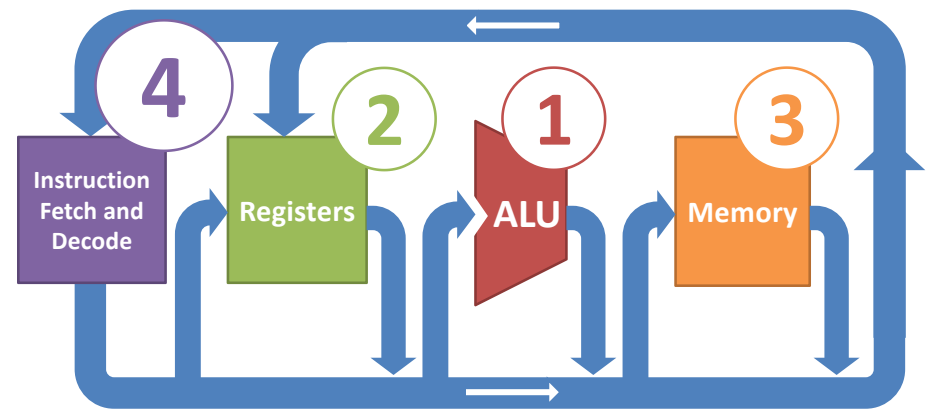 4
2
1
3
Instruction
Fetch and
Decode
Registers
ALU
Memory